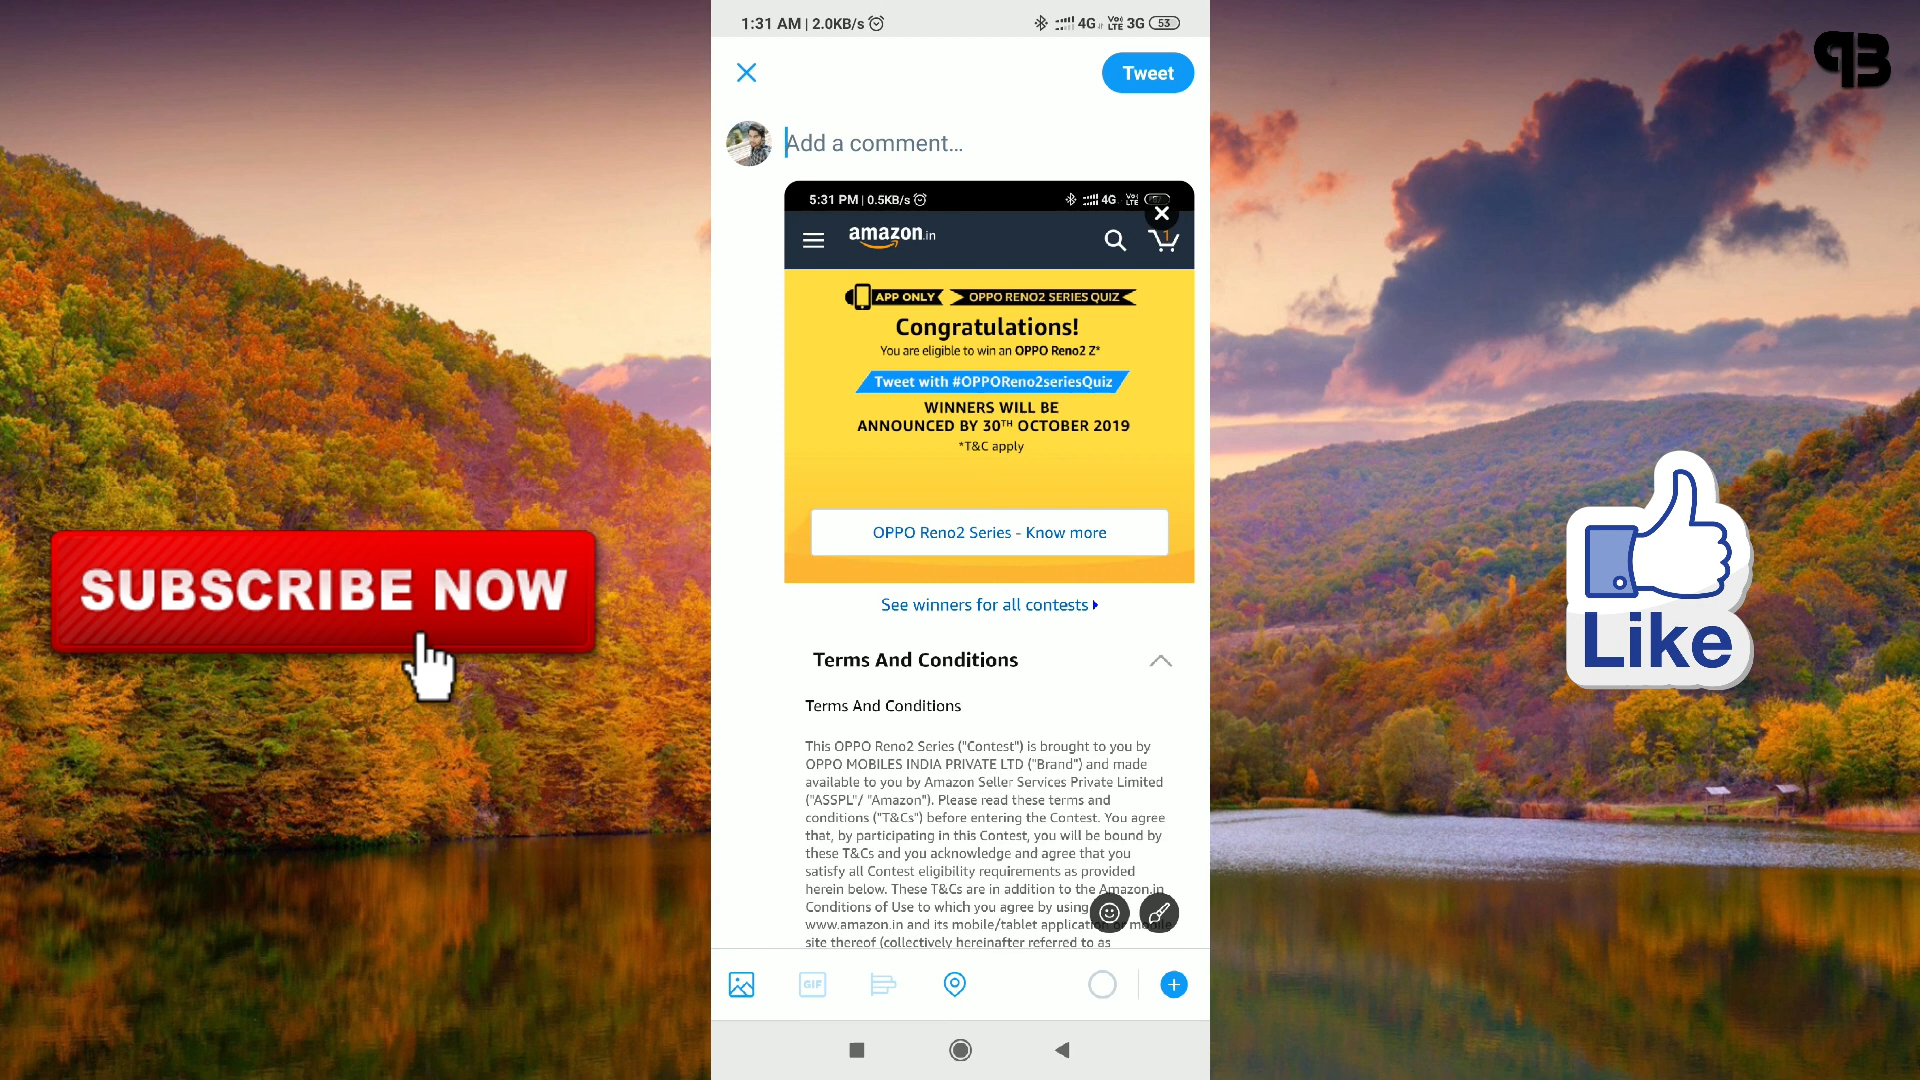 1:31 AM | 2.0KB/s 4G Vo LTE 3G 53
Tweet
Add a comment...
5:31 PM | 0.5KB/s 4G Vo LTE
amazon.in 1
APP ONLY OPPO RENO2 SERIES QUIZ
Congratulations!
You are eligible to win an OPPO Reno2 Z*
Tweet with #OPPOReno2seriesQuiz
WINNERS WILL BE
ANNOUNCED BY 30TH OCTOBER 2019
*T&C apply
OPPO Reno2 Series - Know more
See winners for all contests
Terms And Conditions
Terms And Conditions
This OPPO Reno2 Series ("Contest") is brought to you by
OPPO MOBILES INDIA PRIVATE LTD ("Brand") and made
available to you by Amazon Seller Services Private Limited
("ASSPL"/ "Amazon"). Please read these terms and
conditions ("T&Cs") before entering the Contest. You agree
that, by participating in this Contest, you will be bound by
these T&Cs and you acknowledge and agree that you
satisfy all Contest eligibility requirements as provided
herein below. These T&Cs are in addition to the Amazon.in
Conditions of Use to which you agree by using
www.amazon.in and its mobile/tablet application or mobile
site thereof (collectively hereinafter referred to as
GIF
SUBSCRIBE NOW
Like